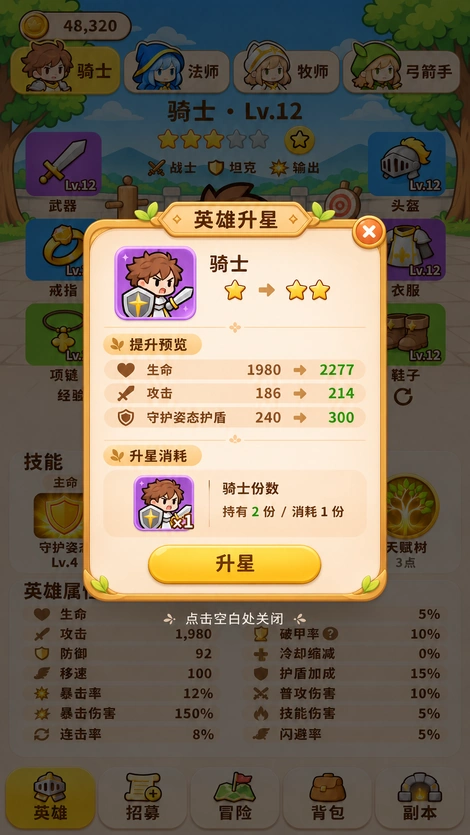 48,320
骑士 法师 牧师 弓箭手
骑士·Lv.12
战士 坦克 输出
Lv.12 Lv.12
武器 头盔
英雄升星
Lv.
戒指 衣服
骑士
Lv. Lv.12
项链 鞋子
经验
提升预览
生命 1980 2277
攻击 186 214
守护姿态护盾 240 300
升星消耗
×1
骑士份数
持有 2 份 / 消耗 1 份
升星
点击空白处关闭
技能
生命
守护姿态
Lv.4
天赋树
3点
英雄属
生命 5%
攻击 1,980 破甲率 ? 10%
防御 92 冷却缩减 0%
移速 100 护盾加成 15%
暴击率 12% 普攻伤害 10%
暴击伤害 150% 技能伤害 5%
连击率 8% 闪避率 5%
英雄 招募 冒险 背包 副本